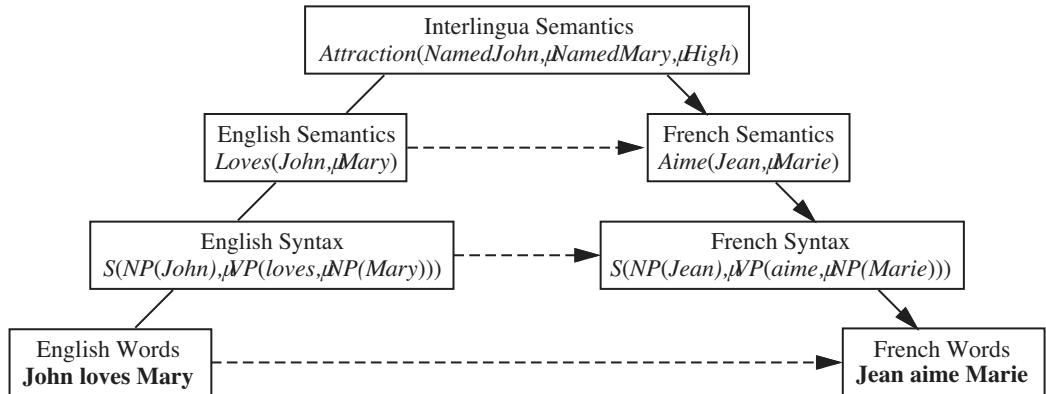 Interlingua Semantics
Attraction(NamedJohn,µNamedMary,µHigh)
English Semantics
Loves(John,µMary)
French Semantics
Aime(Jean,µMarie)
English Syntax
S(NP(John),µVP(loves,µNP(Mary)))
French Syntax
S(NP(Jean),µVP(aime,µNP(Marie)))
English Words
John loves Mary
French Words
Jean aime Marie